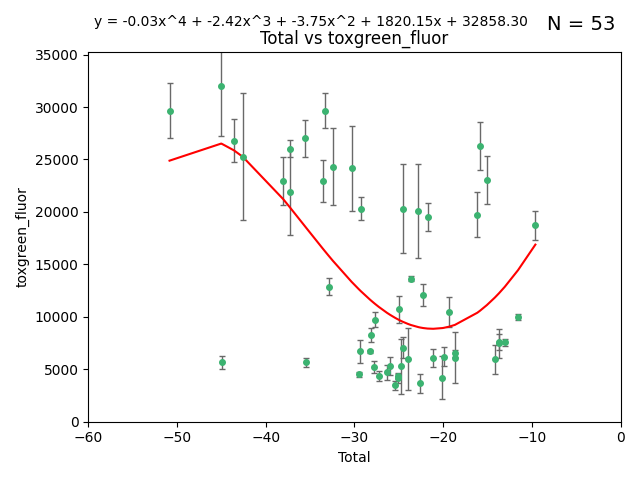 y = -0.03x^4 + -2.42x^3 + -3.75x^2 + 1820.15x + 32858.30
N = 53
Total vs toxgreen_fluor
35000
30000
25000
20000
15000
10000
5000
0
toxgreen_fluor
−60 −50 −40 −30 −20 −10 0
Total